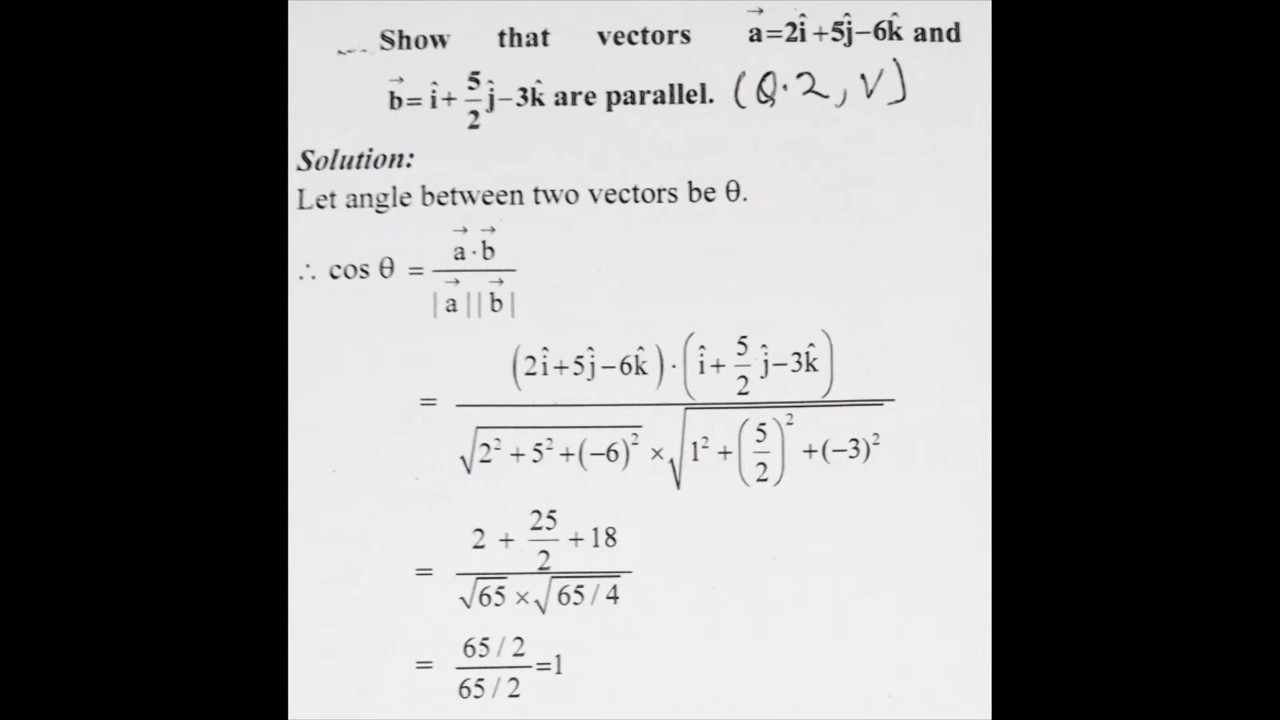 Show that vectors a⃗=2î+5ĵ−6k̂ and
b⃗=î+5/2ĵ−3k̂ are parallel. (Q.2, V)
Solution:
Let angle between two vectors be θ.
∴ cos θ = a⃗·b⃗ / |a⃗||b⃗|
= (2î+5ĵ−6k̂)·(î+5/2ĵ−3k̂) / √(2²+5²+(−6)²) × √(1²+(5/2)²+(−3)²)
= 2 + 25/2 + 18 / √65 × √65/4
= 65/2 / 65/2 =1